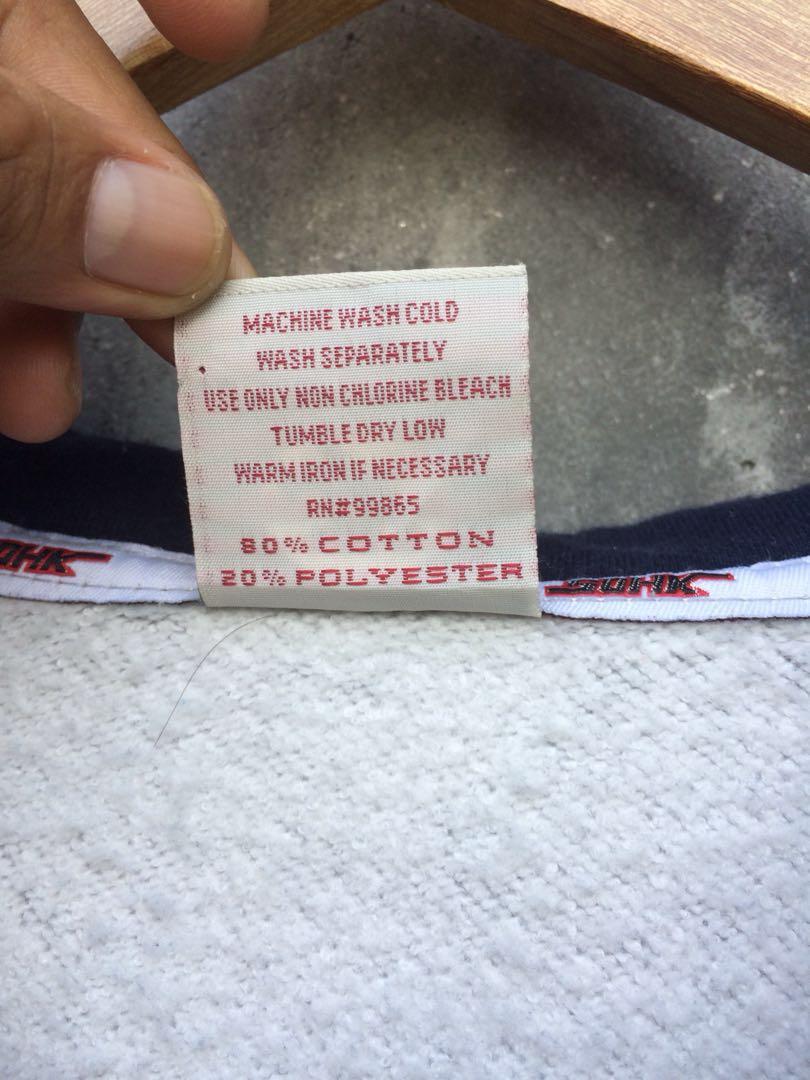 MACHINE WASH COLD
WASH SEPARATELY
USE ONLY NON CHLORINE BLEACH
TUMBLE DRY LOW
WARM IRON IF NECESSARY
RN#99865
80% COTTON
20% POLYESTER